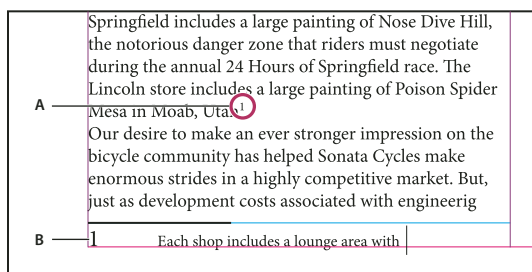 Springfield includes a large painting of Nose Dive Hill,
the notorious danger zone that riders must negotiate
during the annual 24 Hours of Springfield race. The
Lincoln store includes a large painting of Poison Spider
A Mesa in Moab, Utah1
Our desire to make an ever stronger impression on the
bicycle community has helped Sonata Cycles make
enormous strides in a highly competitive market. But,
just as development costs associated with engineerig
B 1 Each shop includes a lounge area with